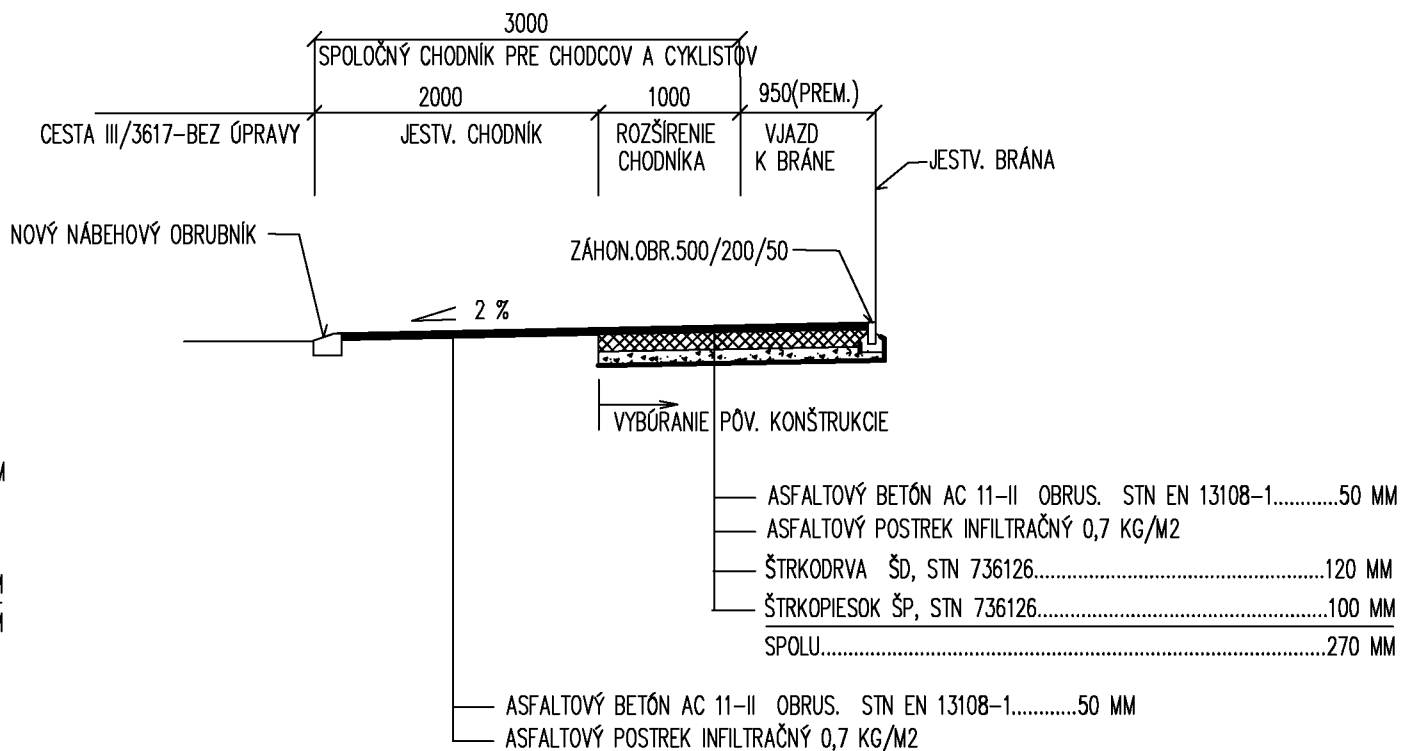 3000
SPOLOČNÝ CHODNÍK PRE CHODCOV A CYKLISTOV
2000
1000
950(PREM.)
CESTA III/3617-BEZ ÚPRAVY
JESTV. CHODNÍK
ROZŠÍRENIE
CHODNÍKA
VJAZD
K BRÁNE
JESTV. BRÁNA
NOVÝ NÁBEHOVÝ OBRUBNÍK
ZÁHON.OBR.500/200/50
2 %
VYBÚRANIE PÔV. KONŠTRUKCIE
M
ASFALTOVÝ BETÓN AC 11-II OBRUS. STN EN 13108-1............50 MM
ASFALTOVÝ POSTREK INFILTRAČNÝ 0,7 KG/M2
M
ŠTRKODRVA ŠD, STN 736126.....................................................120 MM
M
ŠTRKOPIESOK ŠP, STN 736126.....................................................100 MM
SPOLU.............................................................................................270 MM
ASFALTOVÝ BETÓN AC 11-II OBRUS. STN EN 13108-1............50 MM
ASFALTOVÝ POSTREK INFILTRAČNÝ 0,7 KG/M2